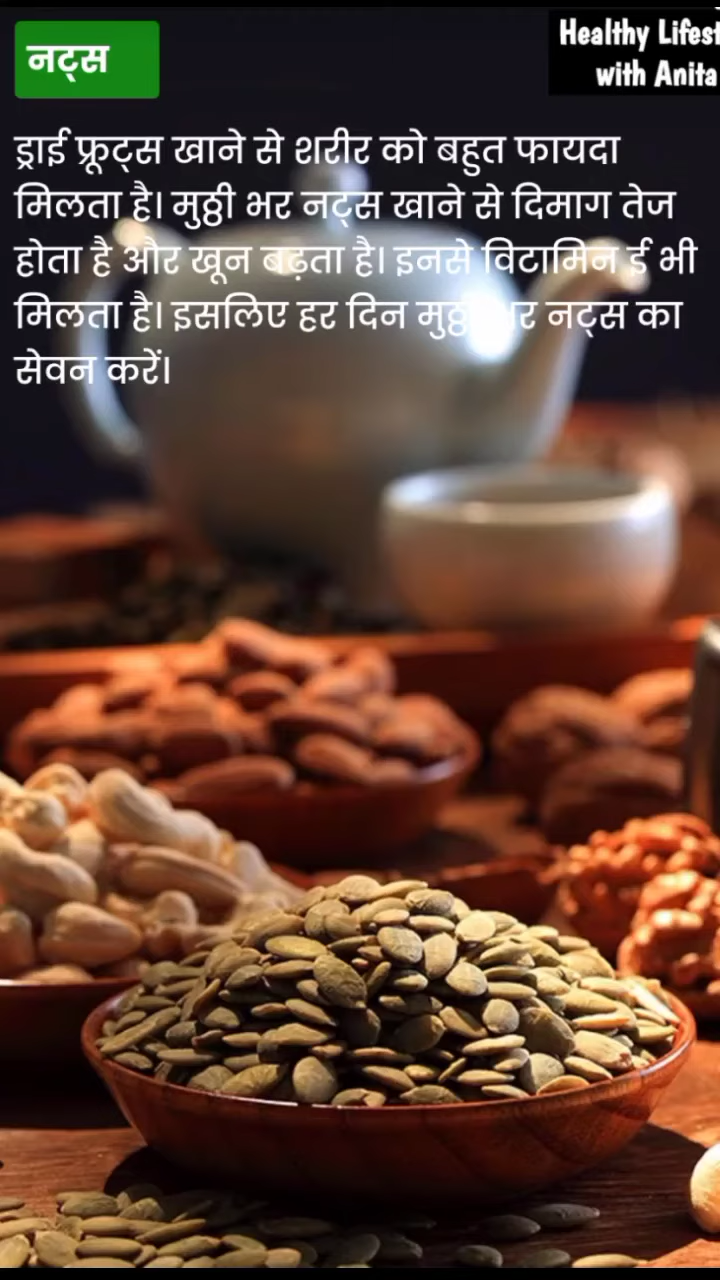 नट्स
Healthy Lifest
with Anita
ड्राई फ्रूट्स खाने से शरीर को बहुत फायदा
मिलता है। मुठ्ठी भर नट्स खाने से दिमाग तेज
होता है और खून बढ़ता है। इनसे विटामिन ई भी
मिलता है। इसलिए हर दिन नट्स का
सेवन करें।